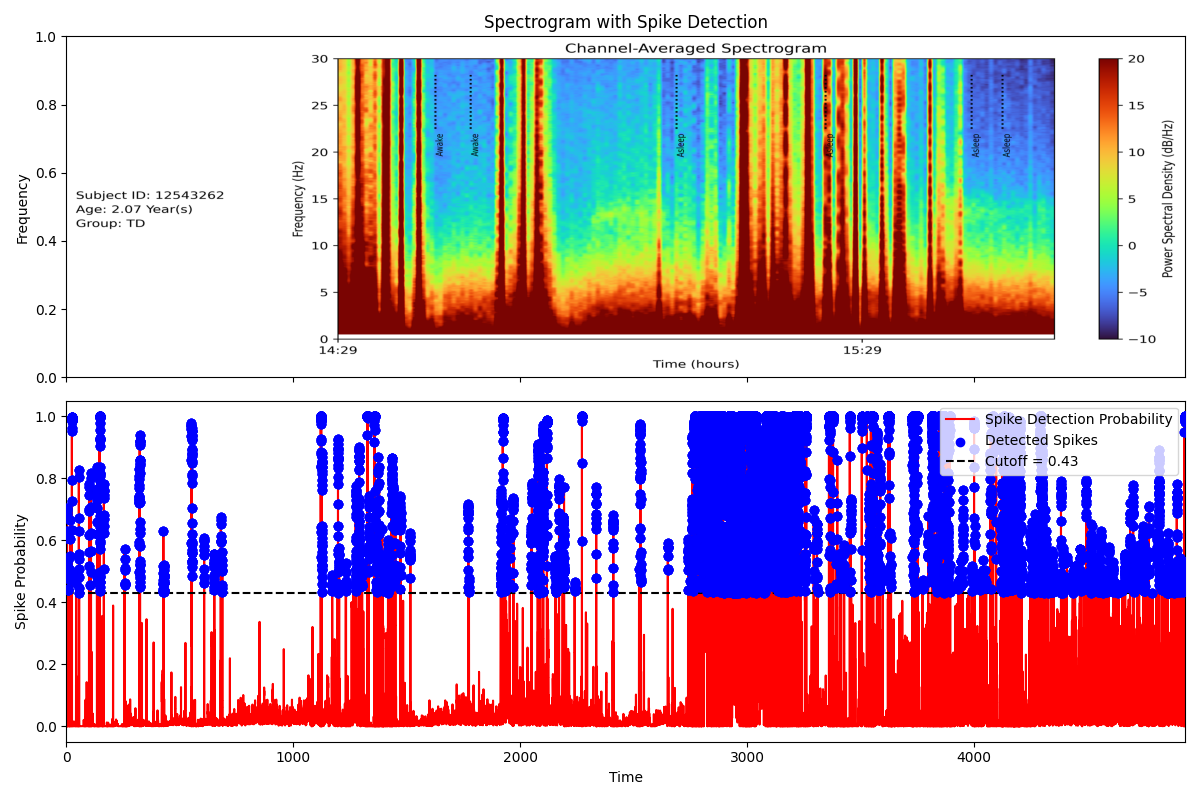 Spectrogram with Spike Detection
Channel-Averaged Spectrogram
Frequency
1.0
0.8
0.6
0.4
0.2
0.0
Subject ID: 12543262
Age: 2.07 Year(s)
Group: TD
Frequency (Hz)
30
25
20
15
10
5
0
Awake
Awake
Asleep
Asleep
Asleep
Asleep
14:29
15:29
Time (hours)
20
15
10
5
0
−5
−10
Power Spectral Density (dB/Hz)
Spike Probability
1.0
0.8
0.6
0.4
0.2
0.0
Spike Detection Probability
Detected Spikes
Cutoff = 0.43
0
1000
2000
3000
4000
Time